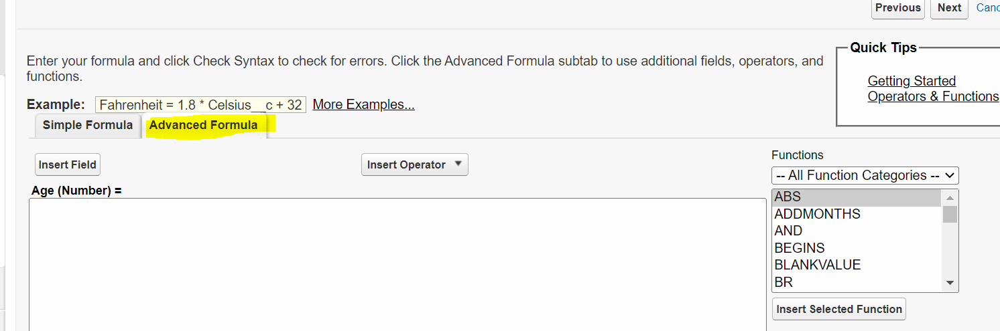 Previous
Next
Canc
Quick Tips
Enter your formula and click Check Syntax to check for errors. Click the Advanced Formula subtab to use additional fields, operators, and
functions.
Getting Started
Operators & Functions
Example: Fahrenheit = 1.8 * Celsius__c + 32 More Examples...
Simple Formula
Advanced Formula
Insert Field
Insert Operator
Functions
-- All Function Categories --
Age (Number) =
ABS
ADDMONTHS
AND
BEGINS
BLANKVALUE
BR
Insert Selected Function